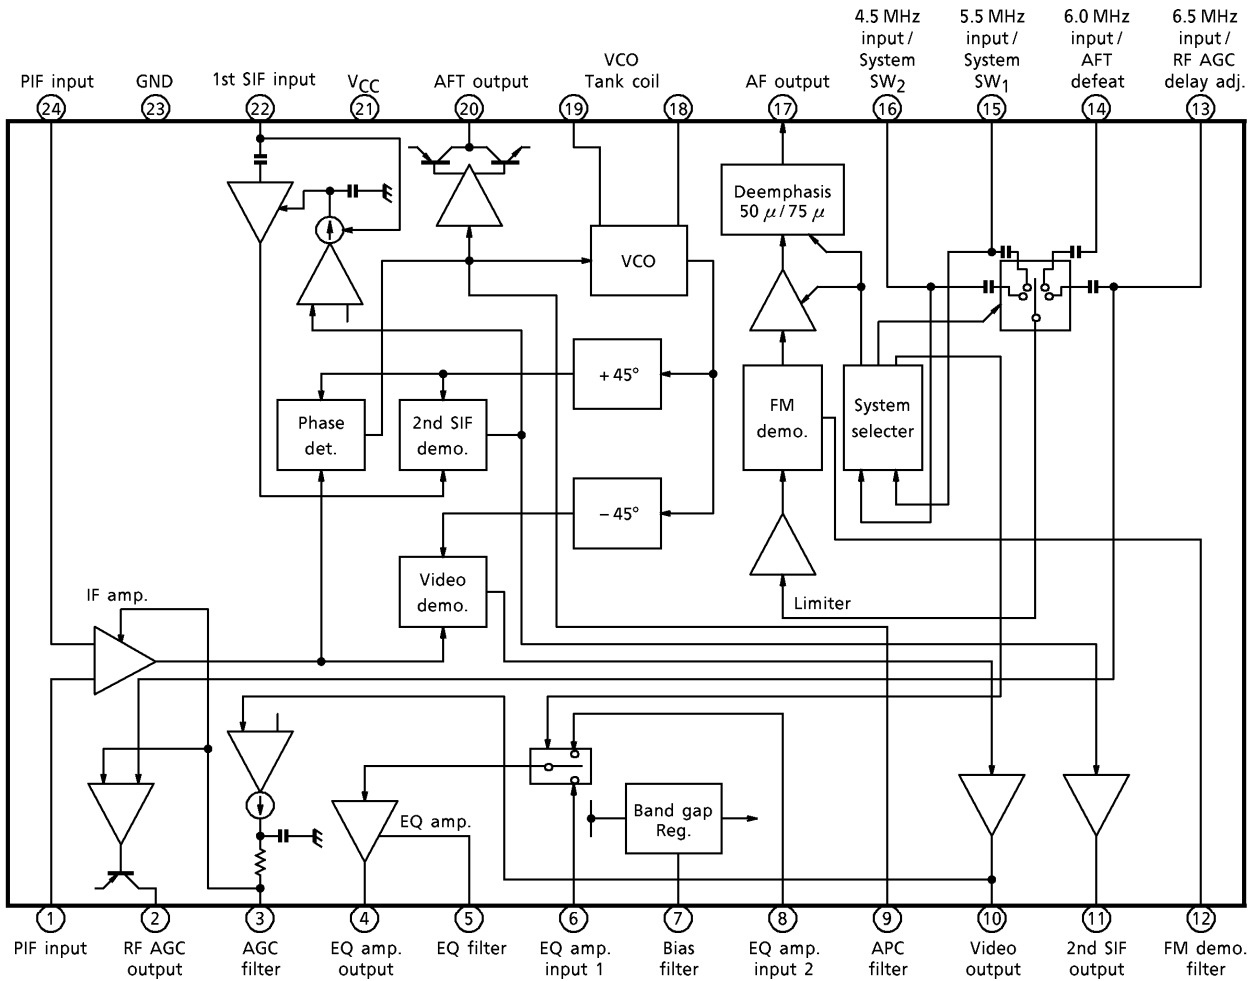 4.5 MHz
input /
System
SW2
5.5 MHz
input /
System
SW1
6.0 MHz
input /
AFT
defeat
6.5 MHz
input /
RF AGC
delay adj.
PIF input
GND
1st SIF input
VCC
AFT output
VCO
Tank coil
AF output
24
23
22
21
20
19
18
17
16
15
14
13
Deemphasis
50 μ / 75 μ
VCO
+ 45°
Phase
det.
2nd SIF
demo.
FM
demo.
System
selecter
− 45°
Video
demo.
IF amp.
Limiter
EQ amp.
Band gap
Reg.
1
2
3
4
5
6
7
8
9
10
11
12
PIF input
RF AGC
output
AGC
filter
EQ amp.
output
EQ filter
EQ amp.
input 1
Bias
filter
EQ amp.
input 2
APC
filter
Video
output
2nd SIF
output
FM demo.
filter